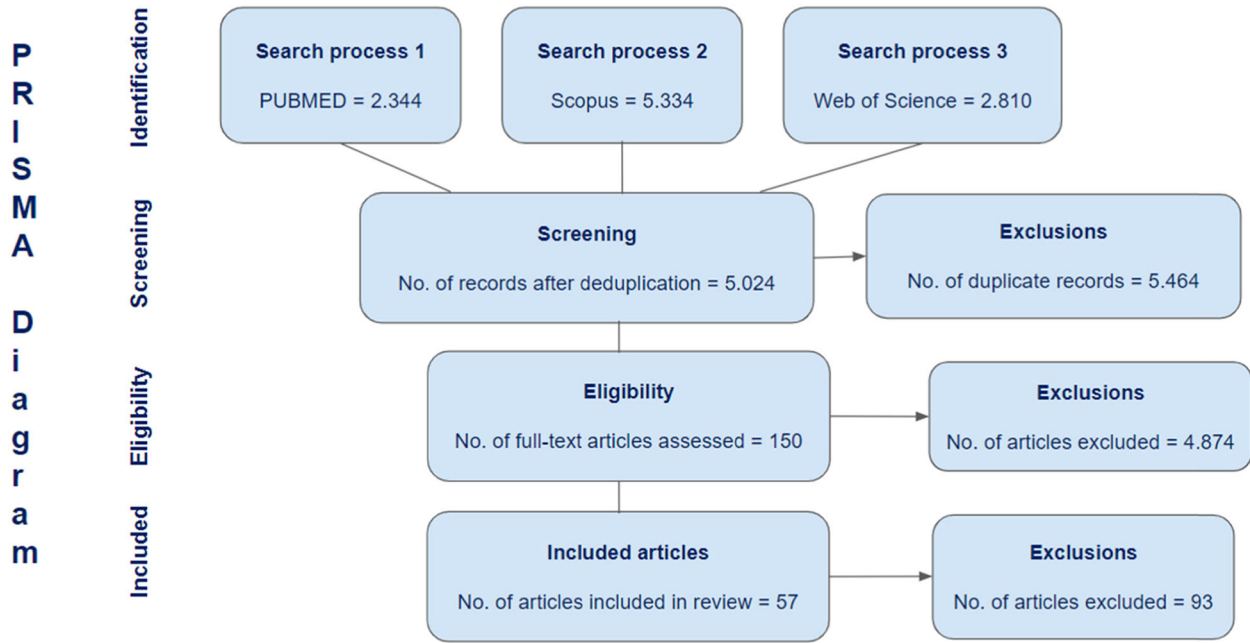 PRISMA Diagram
Identification
Search process 1
PUBMED = 2.344
Search process 2
Scopus = 5.334
Search process 3
Web of Science = 2.810
Screening
Screening
No. of records after deduplication = 5.024
Exclusions
No. of duplicate records = 5.464
Eligibility
Eligibility
No. of full-text articles assessed = 150
Exclusions
No. of articles excluded = 4.874
Included
Included articles
No. of articles included in review = 57
Exclusions
No. of articles excluded = 93